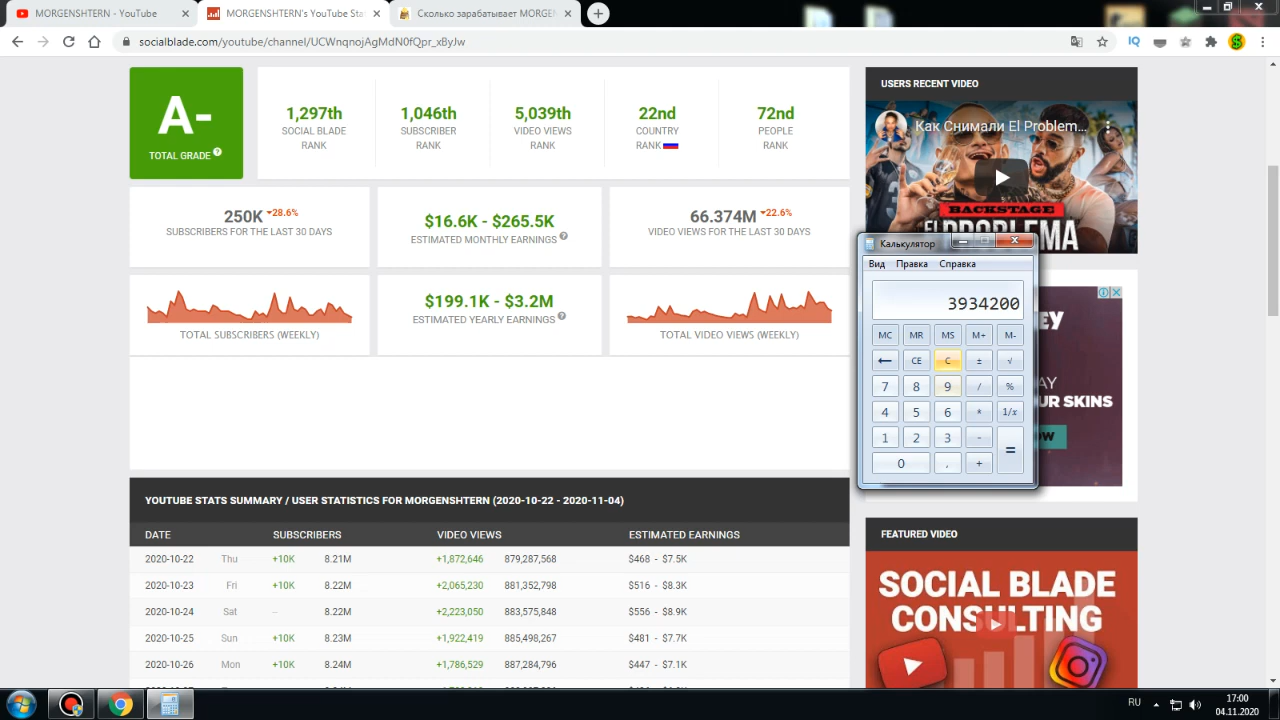 MORGENSHTERN - YouTube
MORGENSHTERN's YouTube Sta
Сколько зарабатывает MORGEN
socialblade.com/youtube/channel/UCWnqnojAgMdN0fQpr_xByJw
IQ
A-
TOTAL GRADE
1,297th
SOCIAL BLADE
RANK
1,046th
SUBSCRIBER
RANK
5,039th
VIDEO VIEWS
RANK
22nd
COUNTRY
RANK
72nd
PEOPLE
RANK
250K 28.6%
SUBSCRIBERS FOR THE LAST 30 DAYS
$16.6K - $265.5K
ESTIMATED MONTHLY EARNINGS
66.374M 22.6%
VIDEO VIEWS FOR THE LAST 30 DAYS
TOTAL SUBSCRIBERS (WEEKLY)
$199.1K - $3.2M
ESTIMATED YEARLY EARNINGS
TOTAL VIDEO VIEWS (WEEKLY)
YOUTUBE STATS SUMMARY / USER STATISTICS FOR MORGENSHTERN (2020-10-22 - 2020-11-04)
DATE SUBSCRIBERS VIDEO VIEWS ESTIMATED EARNINGS
2020-10-22 Thu +10K 8.21M +1,872,646 879,287,568 $468 - $7.5K
2020-10-23 Fri +10K 8.22M +2,065,230 881,352,798 $516 - $8.3K
2020-10-24 Sat -- 8.22M +2,223,050 883,575,848 $556 - $8.9K
2020-10-25 Sun +10K 8.23M +1,922,419 885,498,267 $481 - $7.7K
2020-10-26 Mon +10K 8.24M +1,786,529 887,284,796 $447 - $7.1K
USERS RECENT VIDEO
Как Снимали El Problem...
BACKSTAGE
Калькулятор
Вид Правка Справка
3934200
MC MR MS M+ M-
← CE C ± √
7 8 9 / %
4 5 6 * 1/x
1 2 3 - =
0 , +
UR SKINS
FEATURED VIDEO
SOCIAL BLADE
CONSULTING
RU
17:00
04.11.2020